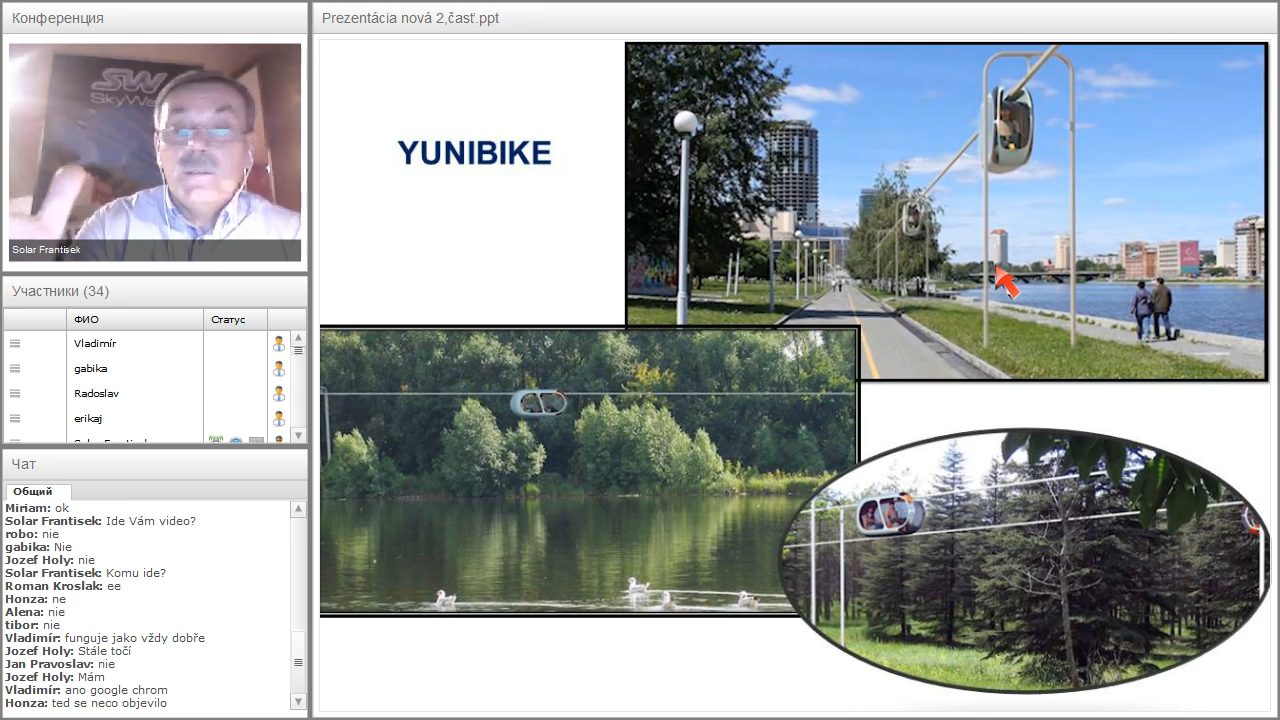 Конференция
SW
SkyWa
Solar Frantisek
Участники (34)
ФИО
Статус
Vladimír
gabika
Radoslav
erikaj
Чат
Общий
Miriam: ok
Solar Frantisek: Ide Vám video?
robo: nie
gabika: Nie
Jozef Holy: nie
Solar Frantisek: Komu ide?
Roman Kroslak: ee
Honza: ne
Alena: nie
tibor: nie
Vladimír: funguje jako vždy dobře
Jozef Holy: Stále točí
Jan Pravoslav: nie
Jozef Holy: Mám
Vladimír: ano google chrom
Honza: ted se neco objevilo
Prezentácia nová 2,časť.ppt
YUNIBIKE